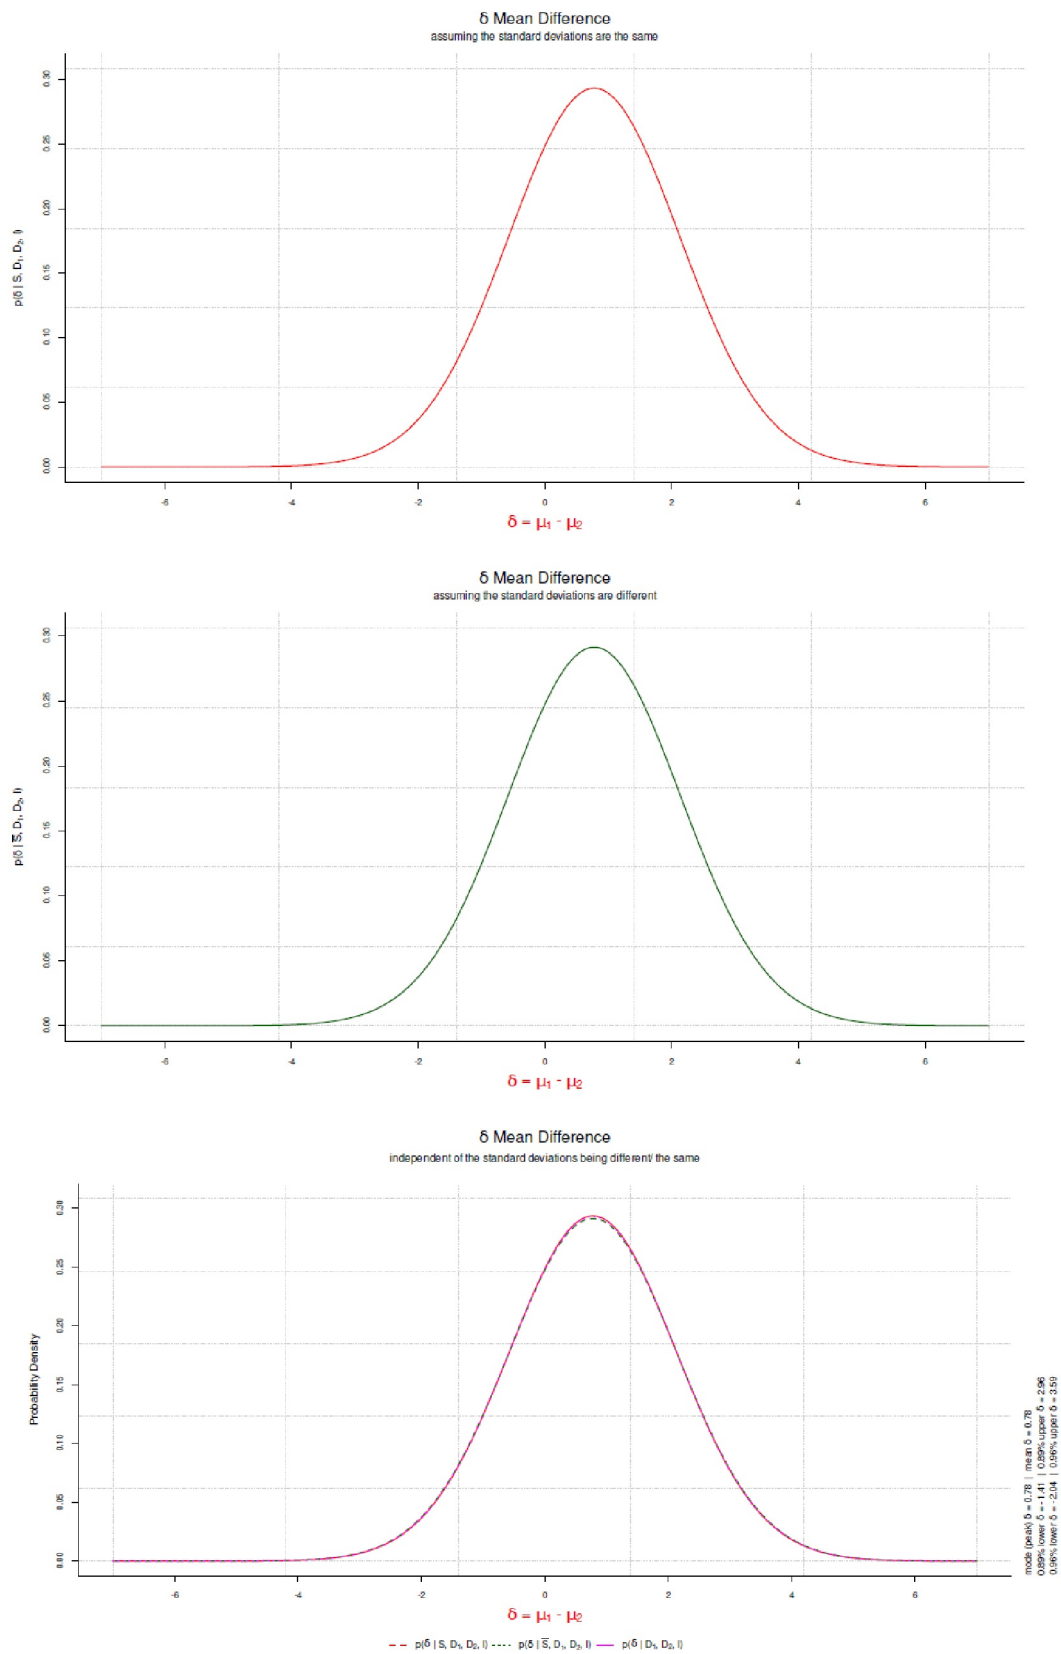 δ Mean Difference
assuming the standard deviations are the same
p(δ | S, D₁, D₂, I)
0.30
0.25
0.20
0.15
0.10
0.05
0.00
-6 -4 -2 0 2 4 6
δ = μ₁ - μ₂
δ Mean Difference
assuming the standard deviations are different
p(δ | S̅, D₁, D₂, I)
0.30
0.25
0.20
0.15
0.10
0.05
0.00
-6 -4 -2 0 2 4 6
δ = μ₁ - μ₂
δ Mean Difference
independent of the standard deviations being different/ the same
Probability Density
0.30
0.25
0.20
0.15
0.10
0.05
0.00
-6 -4 -2 0 2 4 6
δ = μ₁ - μ₂
p(δ | S, D₁, D₂, I) p(δ | S̅, D₁, D₂, I) p(δ | D₁, D₂, I)
mode (peak) δ = 0.78 | mean δ = 0.78
0.89% lower δ = -1.41 | 0.89% upper δ = 2.96
0.96% lower δ = -2.04 | 0.96% upper δ = 3.59